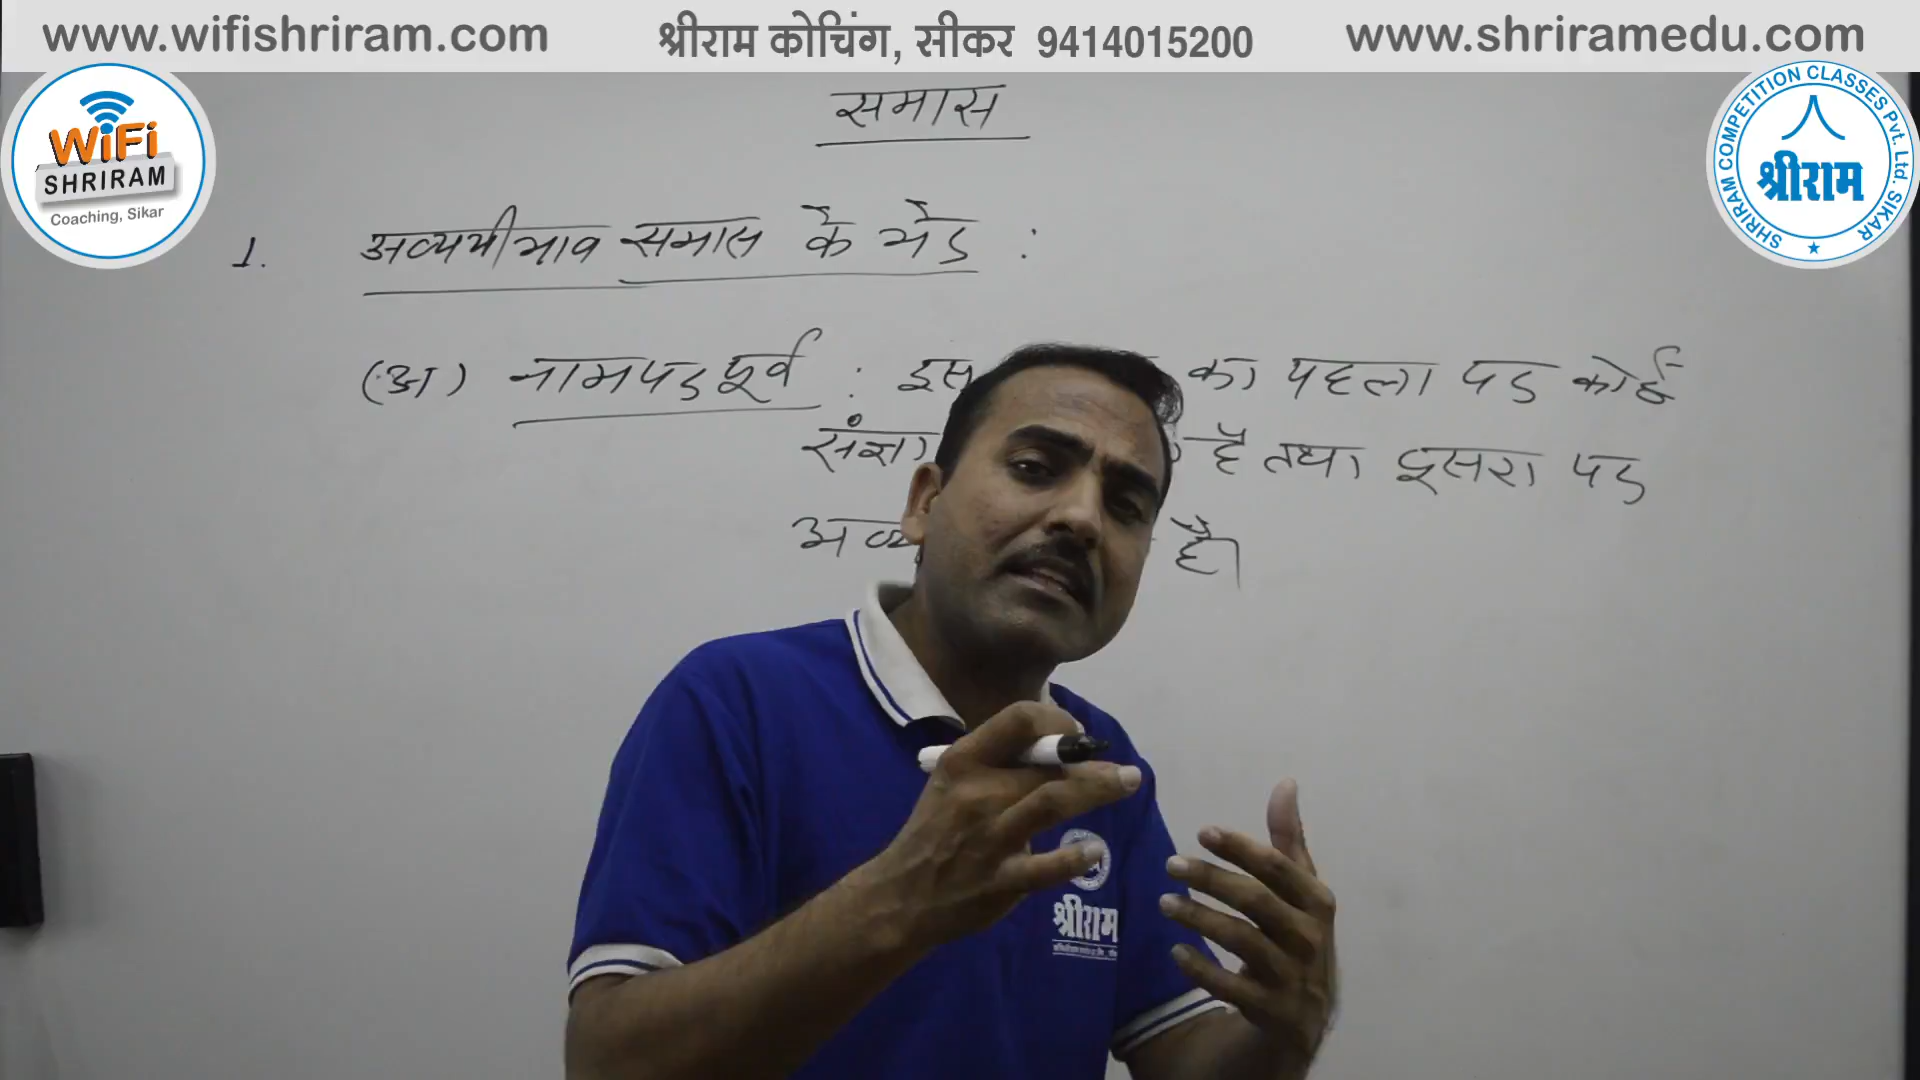 www.wifishriram.com
श्रीराम कोचिंग, सीकर 9414015200
www.shriramedu.com
WiFi
SHRIRAM
Coaching, Sikar
SHRIRAM COMPETITION CLASSES Pvt. Ltd. SIKAR
श्रीराम
समास
1. अव्ययीभाव समास के भेद :
(अ) नामपद पूर्व : इस का पहला पद कोई
संज्ञा है तथा दूसरा पद
है।
श्रीराम